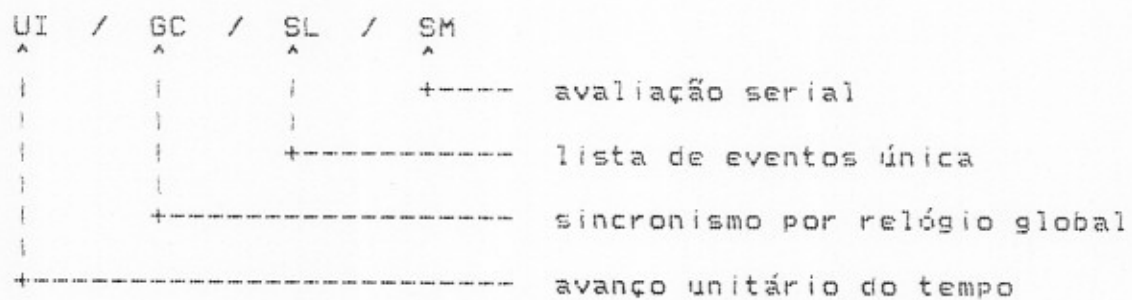 UI / GC / SL / SM
avaliação serial
lista de eventos única
sincronismo por relógio global
avanço unitário do tempo